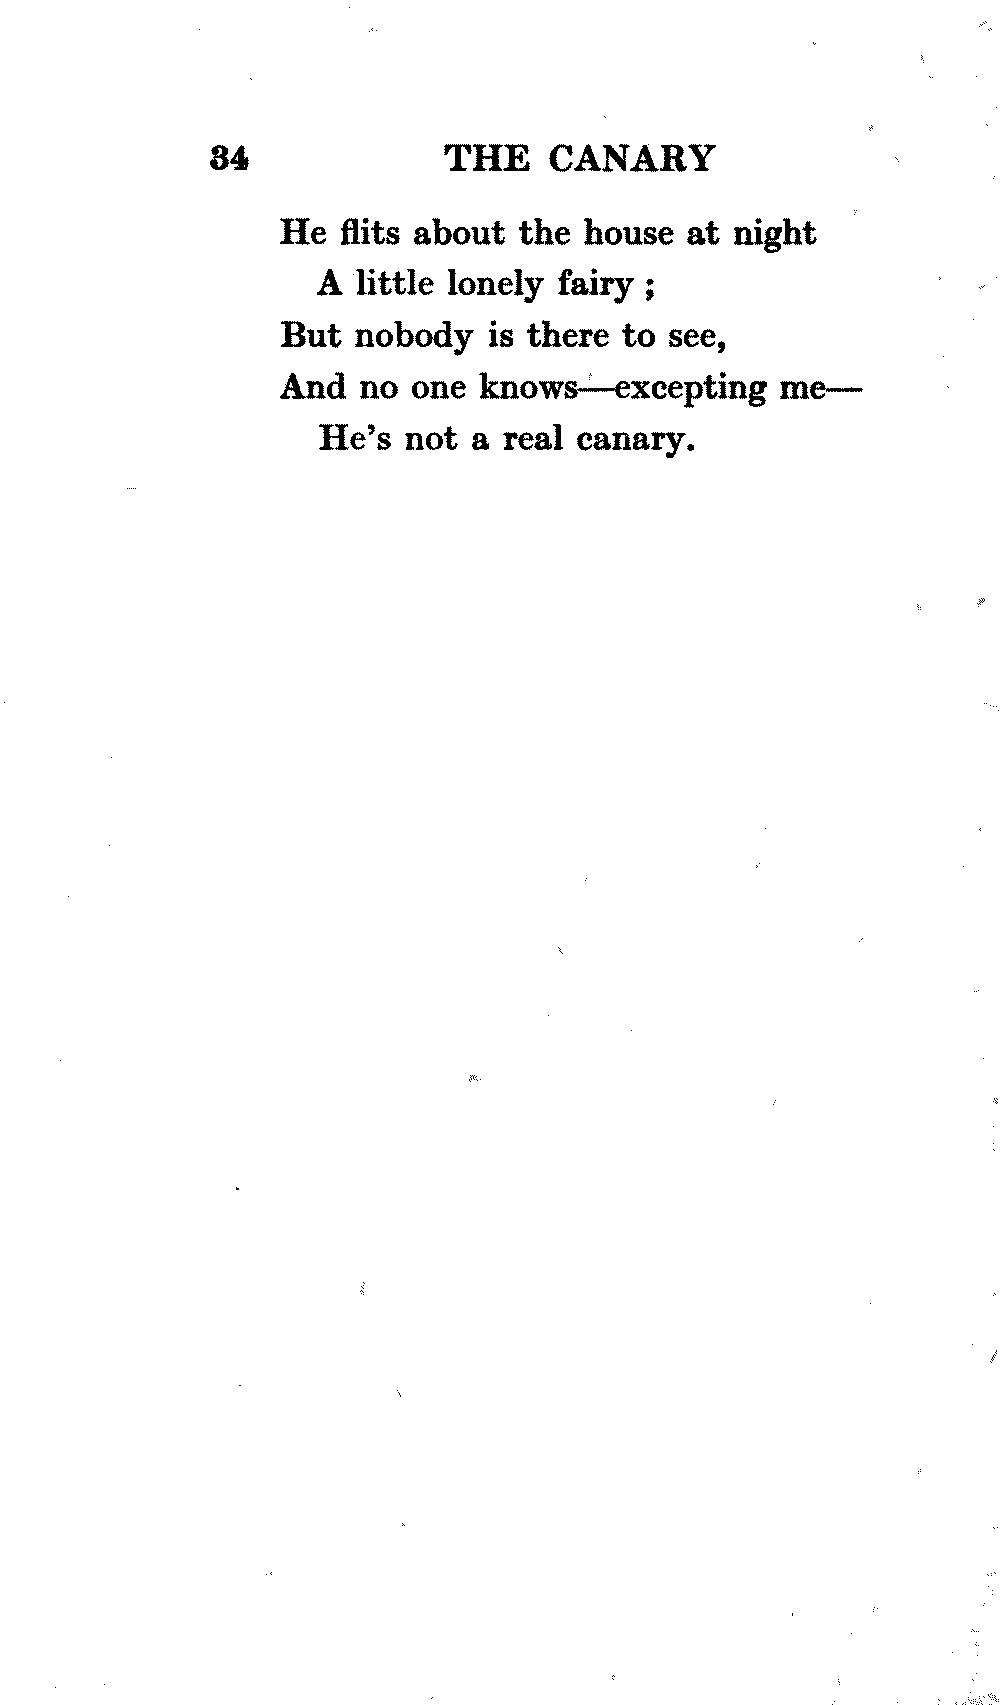 34 THE CANARY
He flits about the house at night
A little lonely fairy ;
But nobody is there to see,
And no one knows—excepting me—
He's not a real canary.